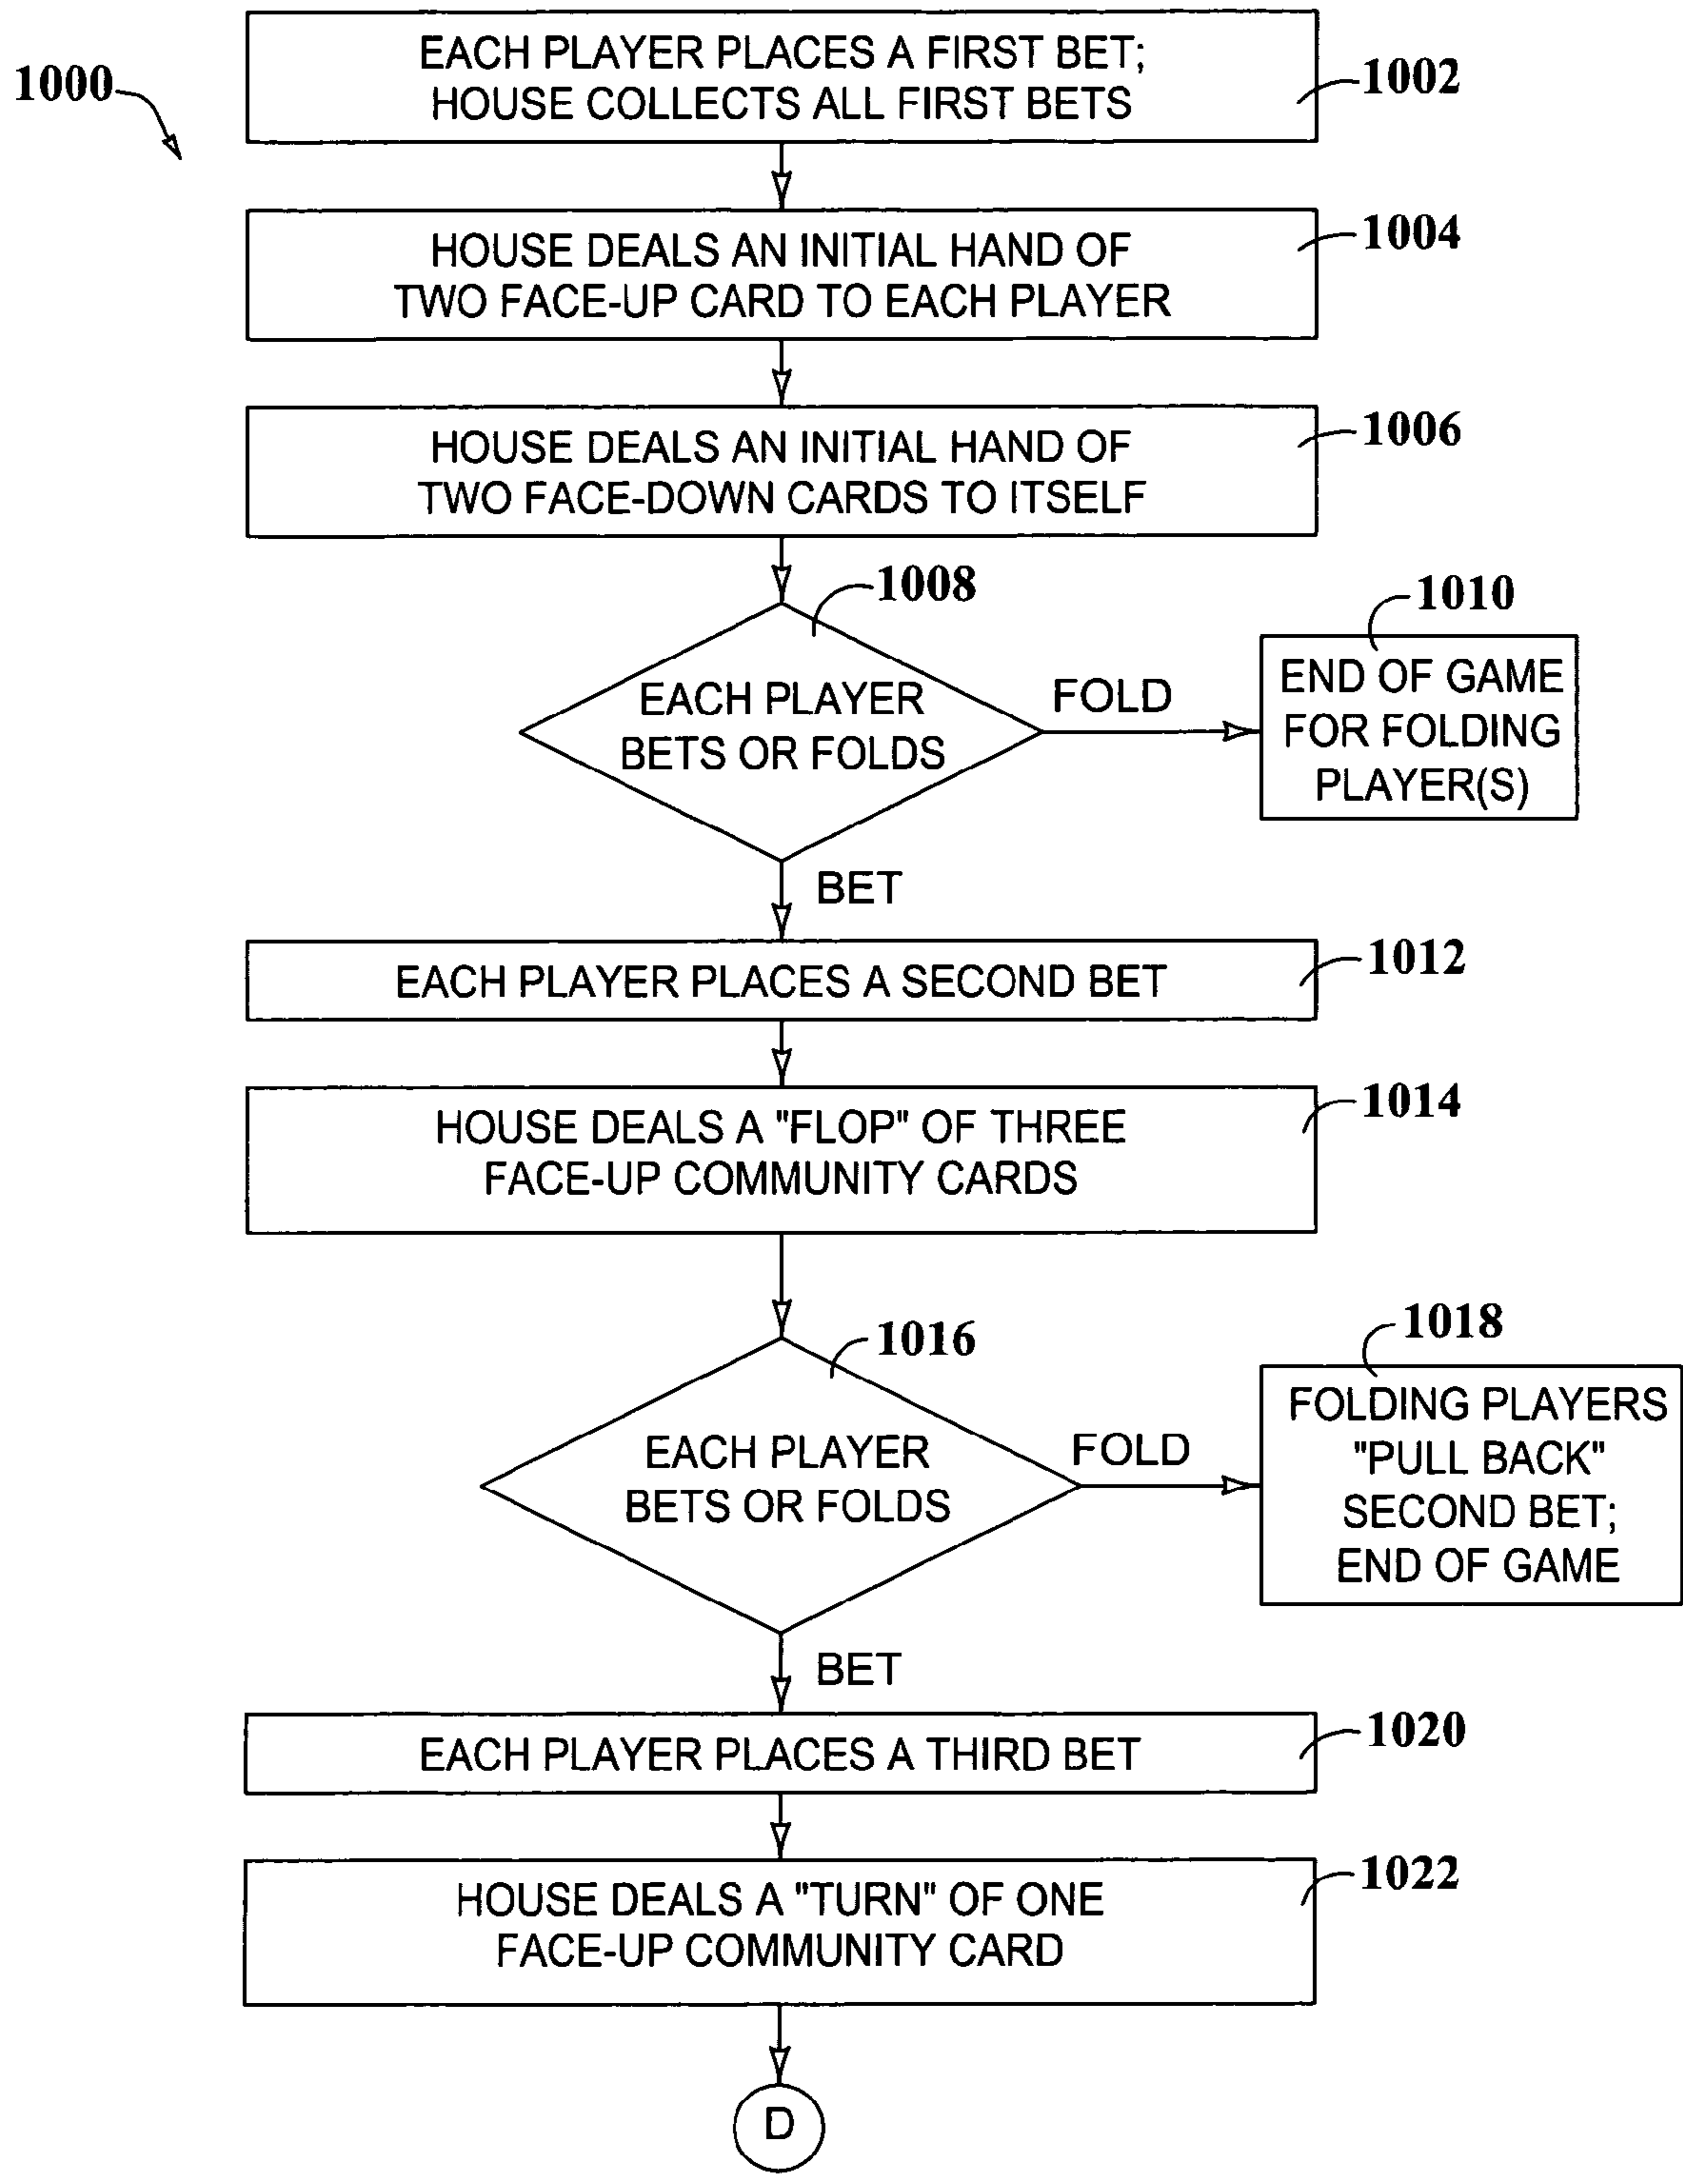 1000
EACH PLAYER PLACES A FIRST BET;
HOUSE COLLECTS ALL FIRST BETS
1002
HOUSE DEALS AN INITIAL HAND OF
TWO FACE-UP CARD TO EACH PLAYER
1004
HOUSE DEALS AN INITIAL HAND OF
TWO FACE-DOWN CARDS TO ITSELF
1006
1008
EACH PLAYER
BETS OR FOLDS
FOLD
1010
END OF GAME
FOR FOLDING
PLAYER(S)
BET
EACH PLAYER PLACES A SECOND BET
1012
HOUSE DEALS A "FLOP" OF THREE
FACE-UP COMMUNITY CARDS
1014
1016
EACH PLAYER
BETS OR FOLDS
FOLD
1018
FOLDING PLAYERS
"PULL BACK"
SECOND BET;
END OF GAME
BET
EACH PLAYER PLACES A THIRD BET
1020
HOUSE DEALS A "TURN" OF ONE
FACE-UP COMMUNITY CARD
1022
D